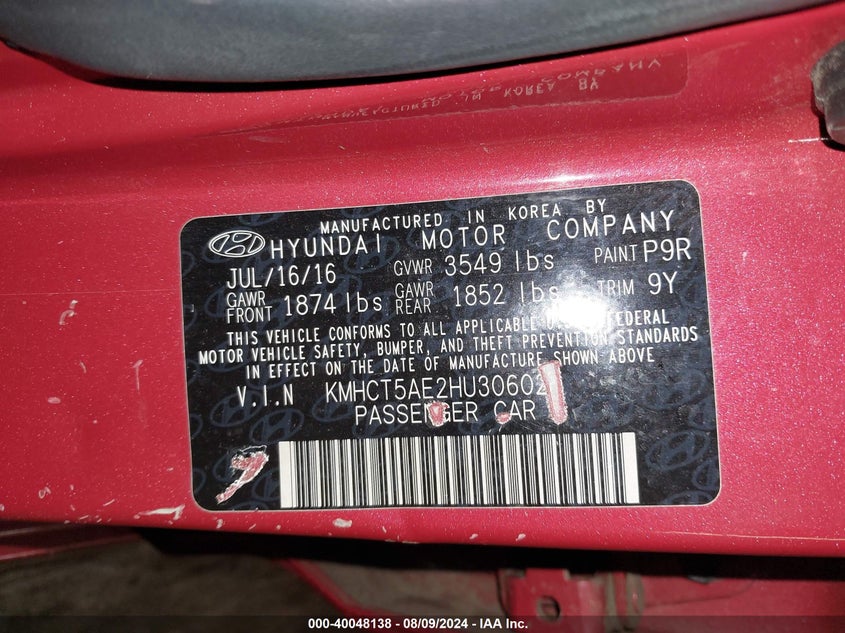 MANUFACTURED IN KOREA BY
HYUNDAI MOTOR COMPANY
JUL/16/16 GVWR 3549 lbs PAINT P9R
GAWR FRONT 1874 lbs GAWR REAR 1852 lbs TRIM 9Y
THIS VEHICLE CONFORMS TO ALL APPLICABLE U.S. FEDERAL
MOTOR VEHICLE SAFETY, BUMPER, AND THEFT PREVENTION STANDARDS
IN EFFECT ON THE DATE OF MANUFACTURE SHOWN ABOVE
V.I.N KMHCT5AE2HU30602
PASSENGER CAR
000-40048138 - 08/09/2024 - IAA Inc.